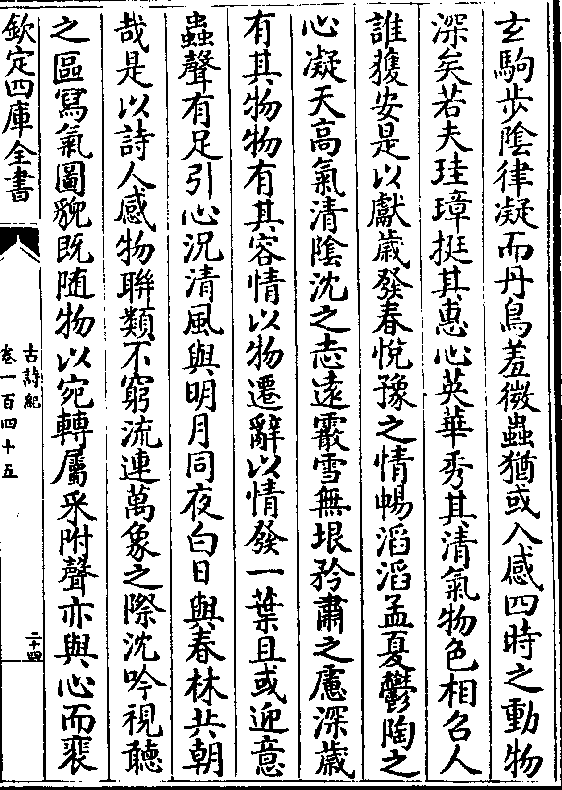 玄駒步陰律凝而丹鳥羞微蟲猶或入感四時之動物
深矣若夫珪璋挺其惠心英華秀其清氣物色相召人
誰獲安是以獻歲發春悅豫之情暢滔滔孟夏鬱陶之
心凝天高氣清陰沈之志遠霰雪無垠矜肅之慮深歲
有其物物有其容情以物遷辭以情發一葉且或迎意
蟲聲有足引心況清風與明月同夜白日與春林共朝
哉是以詩人感物聯類不窮流連萬象之際沈吟視聽
之區寫氣圖貌既随物以宛轉屬采附聲亦與心而裴
欽定四庫全書
古詩紀
卷一百四十五
二十四